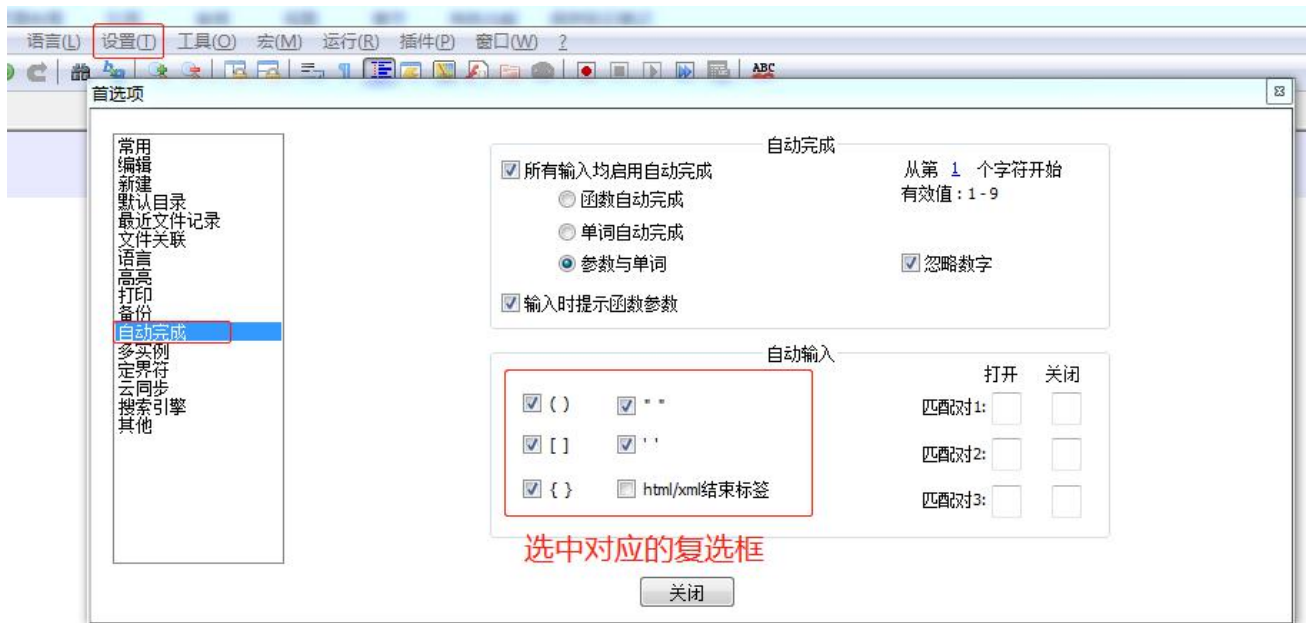 语言(L) 设置(T) 工具(O) 宏(M) 运行(R) 插件(P) 窗口(W) ?
ABC
首选项
常用
编辑
新建
默认目录
最近文件记录
文件关联
语言
高亮
打印
备份
自动完成
多实例
定界符
云同步
搜索引擎
其他
自动完成
所有输入均启用自动完成
从第 1 个字符开始
函数自动完成
有效值：1-9
单词自动完成
参数与单词
忽略数字
输入时提示函数参数
自动输入
打开 关闭
( ) " "
匹配对1:
[ ] ' '
匹配对2:
{ } html/xml结束标签
匹配对3:
选中对应的复选框
关闭